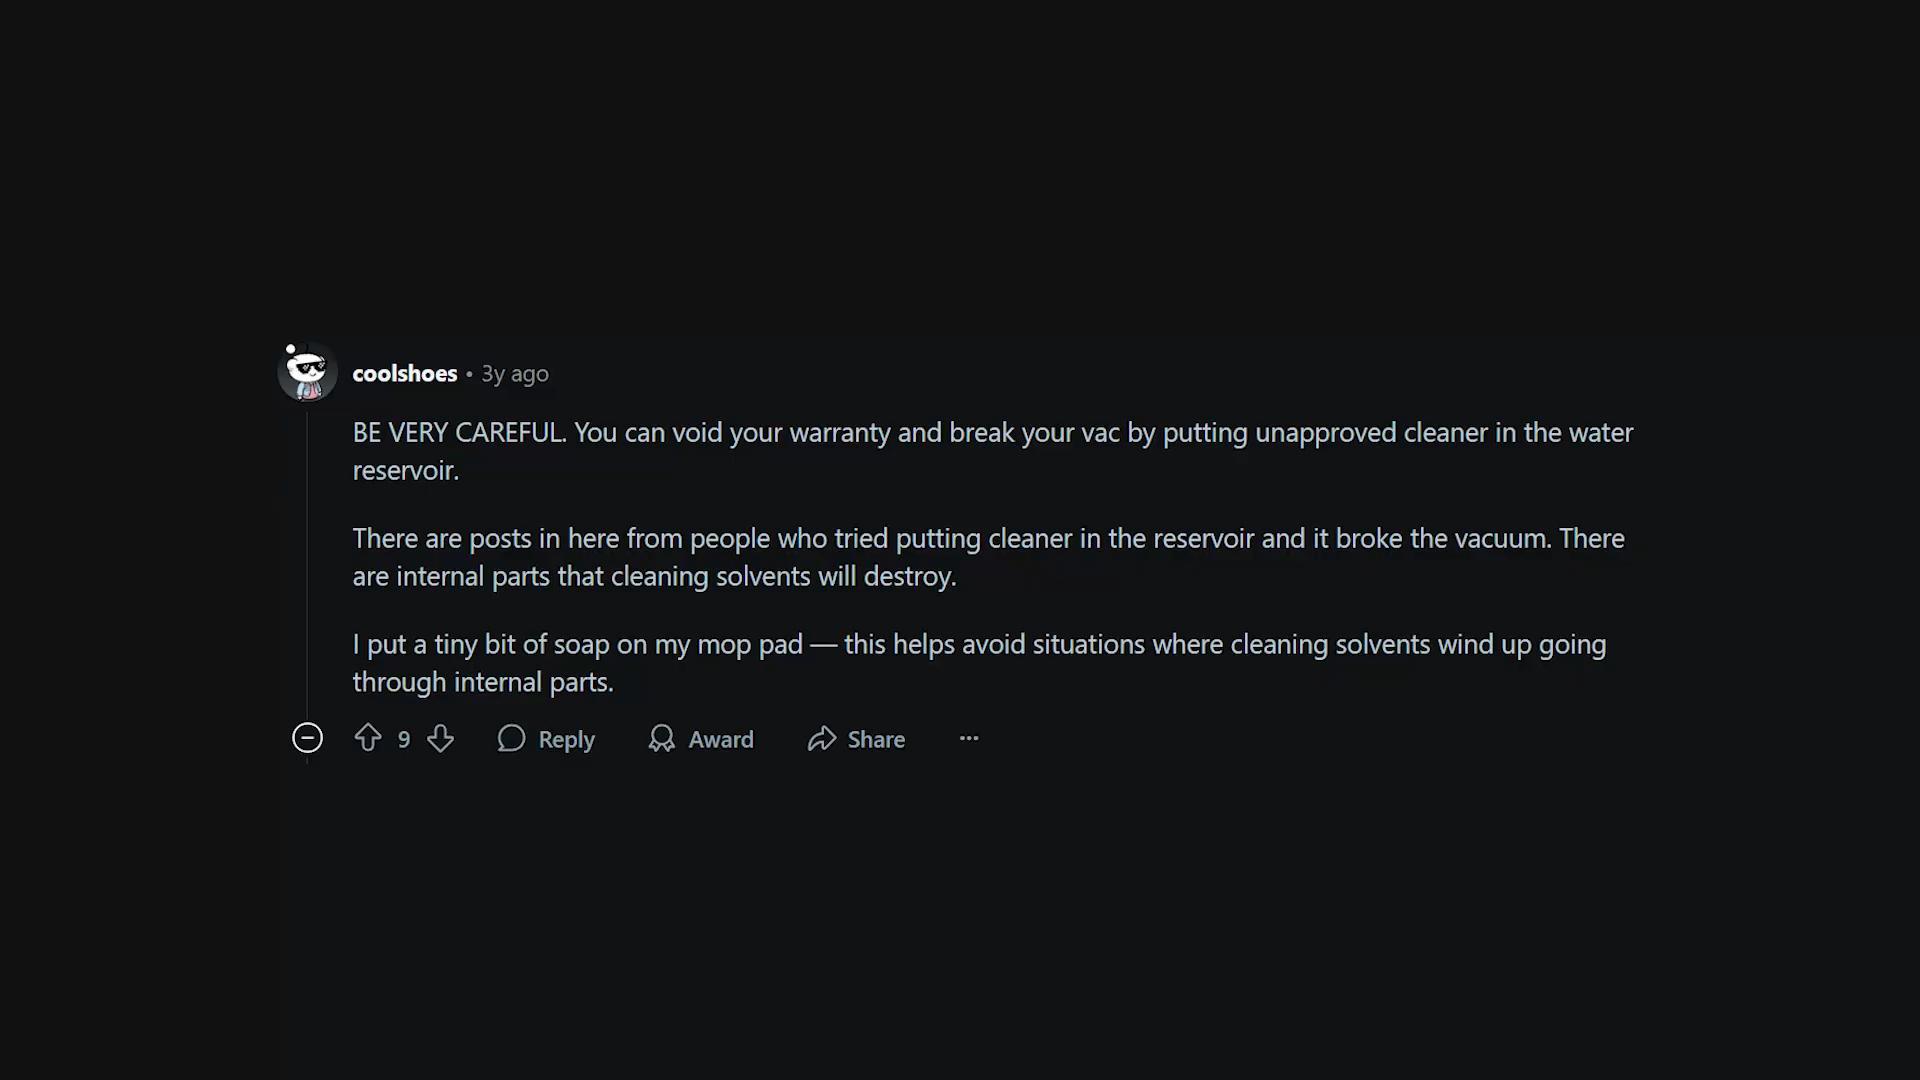 coolshoes • 3y ago
BE VERY CAREFUL. You can void your warranty and break your vac by putting unapproved cleaner in the water
reservoir.
There are posts in here from people who tried putting cleaner in the reservoir and it broke the vacuum. There
are internal parts that cleaning solvents will destroy.
I put a tiny bit of soap on my mop pad — this helps avoid situations where cleaning solvents wind up going
through internal parts.
9 Reply Award Share ...